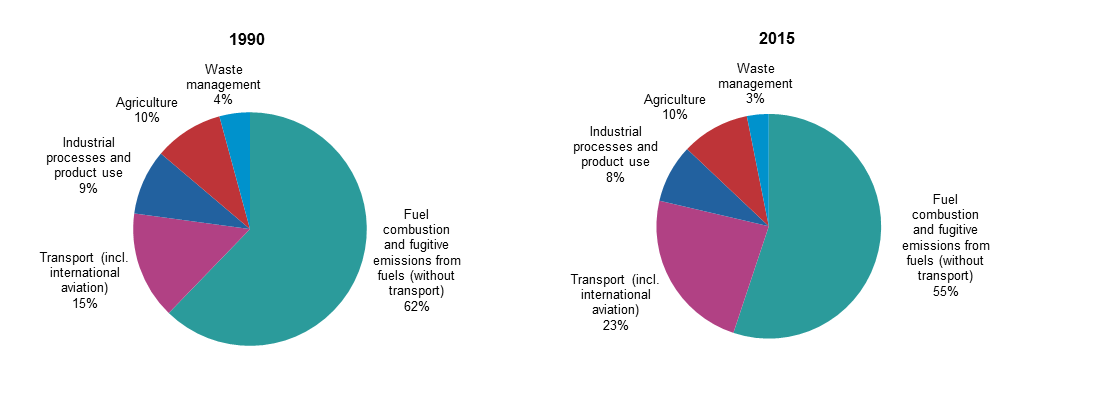 1990
Waste
management
4%
Agriculture
10%
Industrial
processes and
product use
9%
Transport (incl.
international
aviation)
15%
Fuel
combustion
and fugitive
emissions from
fuels (without
transport)
62%
2015
Waste
management
3%
Agriculture
10%
Industrial
processes and
product use
8%
Transport (incl.
international
aviation)
23%
Fuel
combustion
and fugitive
emissions from
fuels (without
transport)
55%